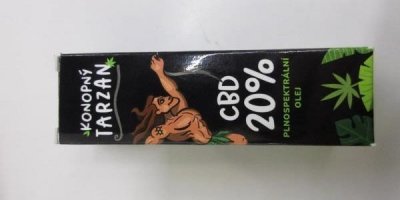 KONOPNÝ
TARZAN
CBD
20%
PLNOSPEKTRÁLNÍ
OLEJ